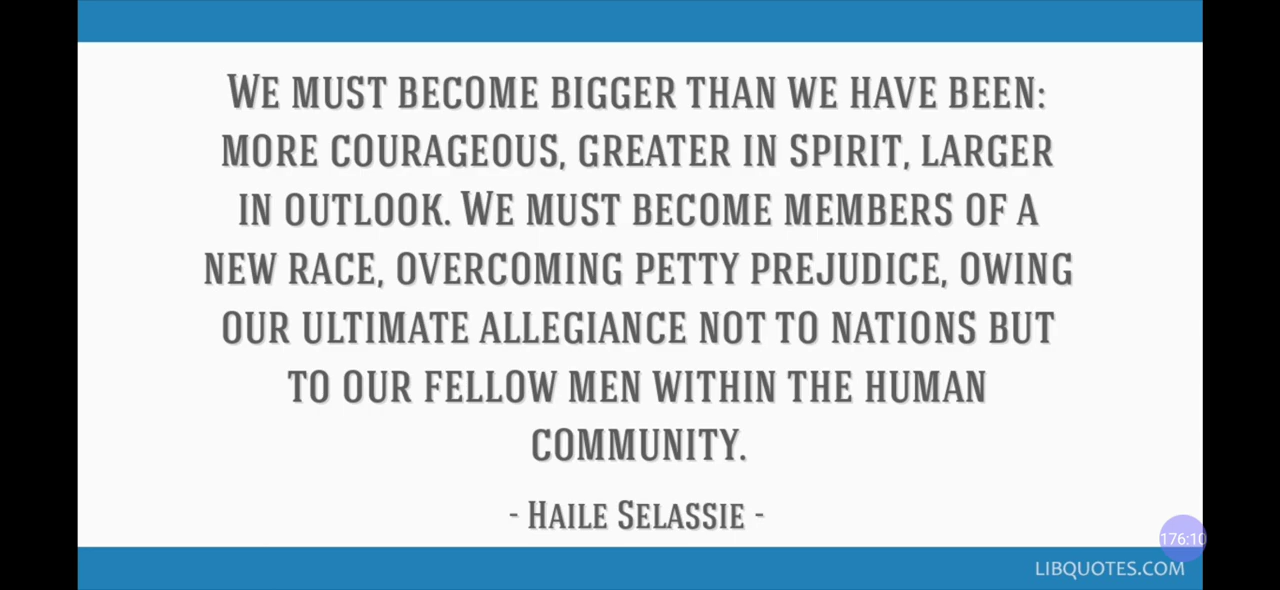 We must become bigger than we have been:
more courageous, greater in spirit, larger
in outlook. We must become members of a
new race, overcoming petty prejudice, owing
our ultimate allegiance not to nations but
to our fellow men within the human
community.
- Haile Selassie -
176:10
LIBQUOTES.COM